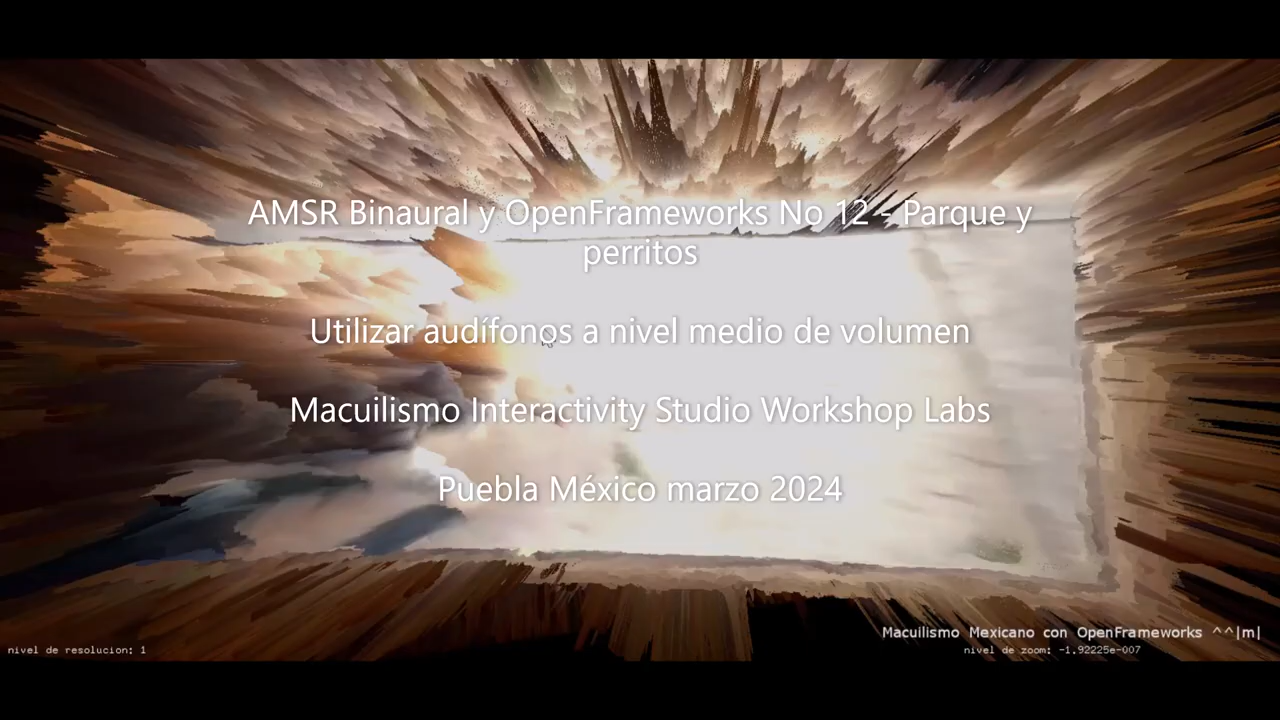 AMSR Binaural y OpenFrameworks No 12 - Parque y
perritos
Utilizar audífonos a nivel medio de volumen
Macuilismo Interactivity Studio Workshop Labs
Puebla México marzo 2024
Macuilismo Mexicano con OpenFrameworks ^^|m|
nivel de resolucion: 1
nivel de zoom: -1.92225e-007